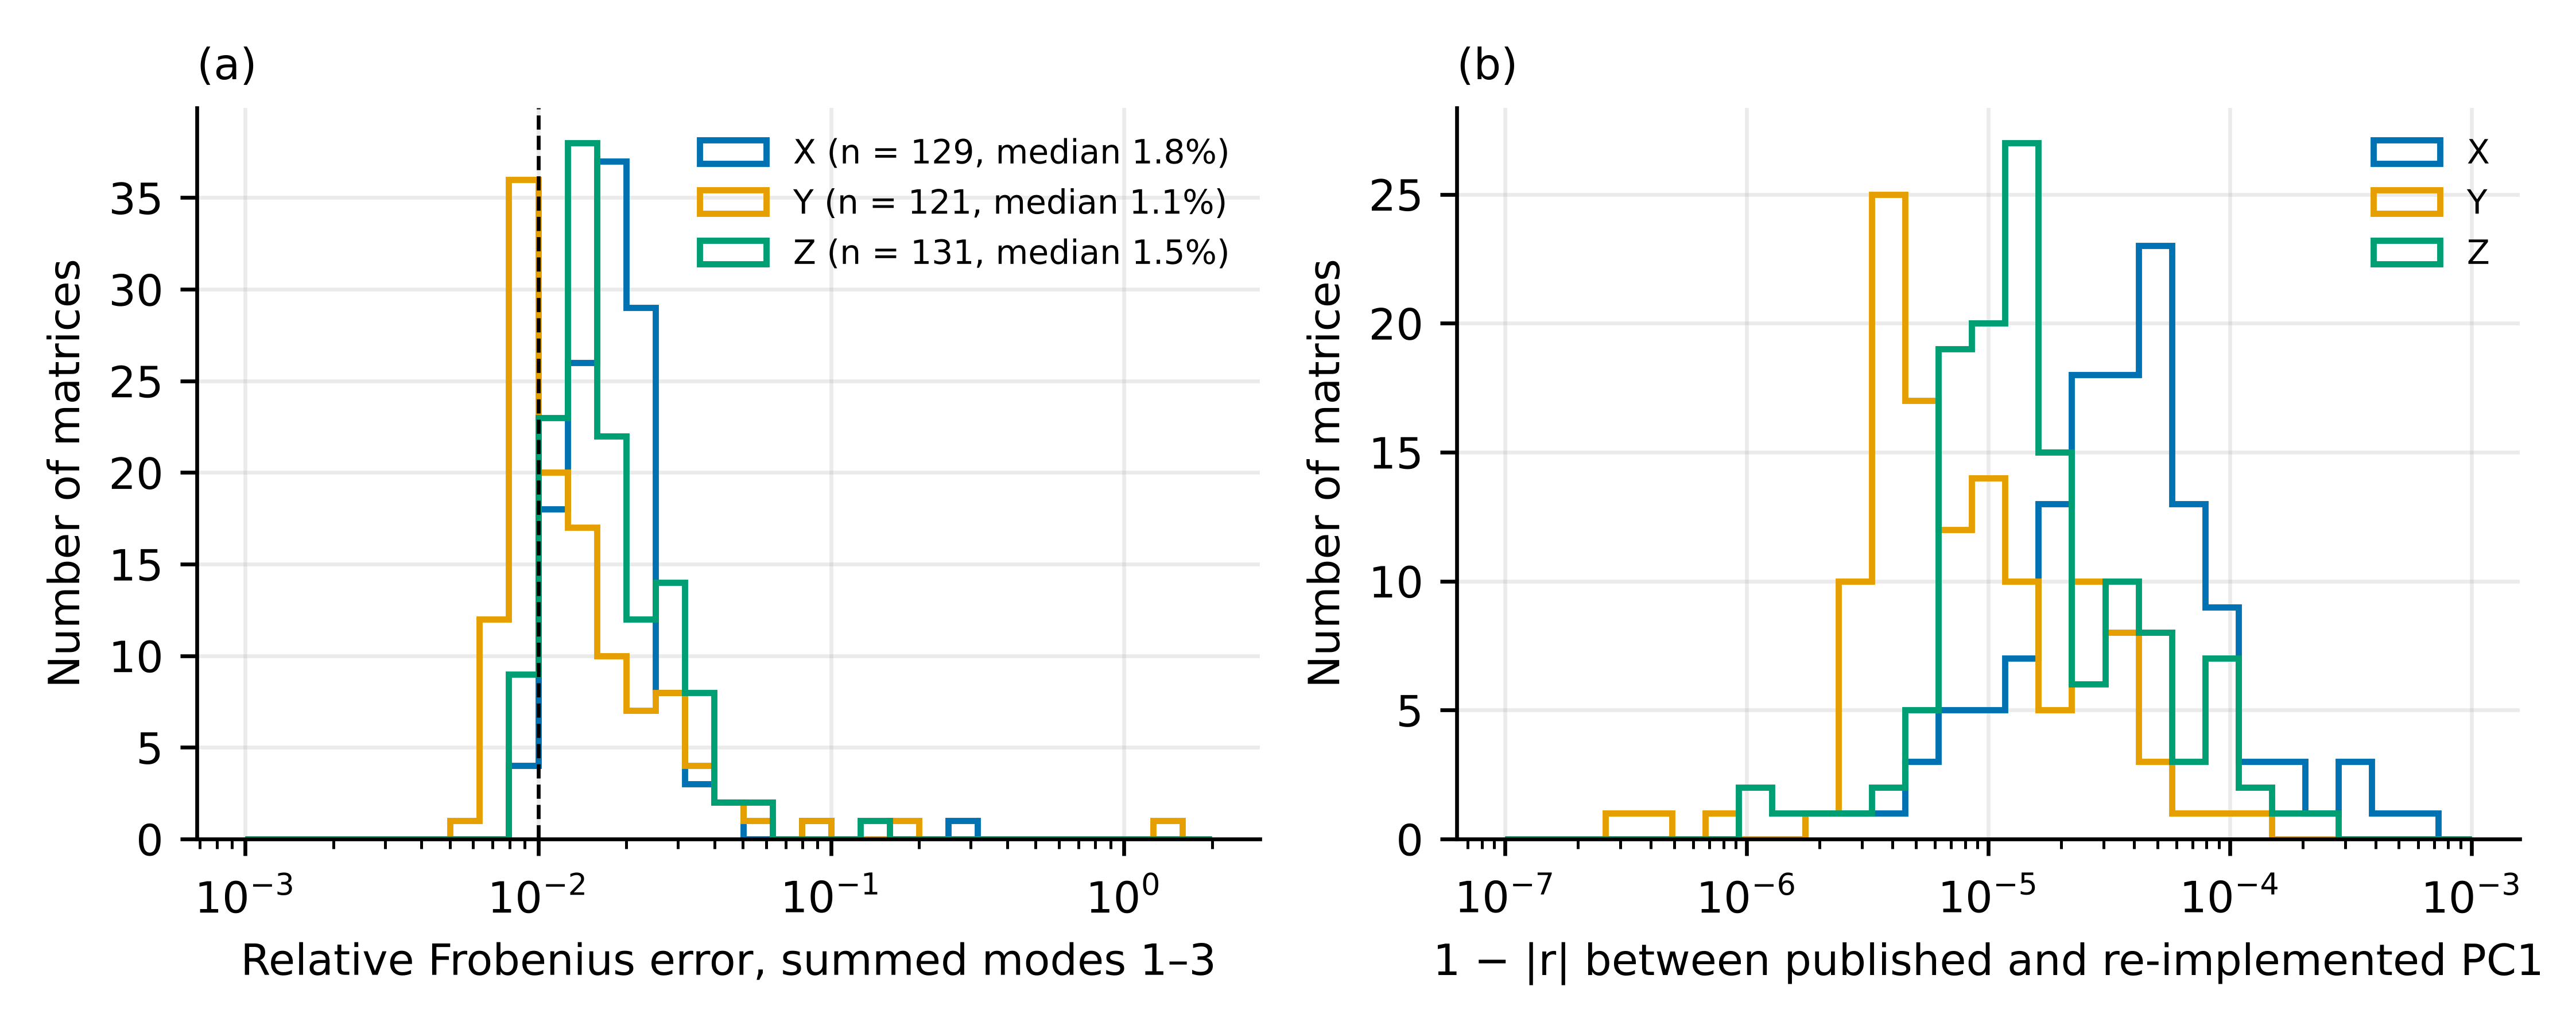 (a)
Number of matrices
35
30
25
20
15
10
5
0
X (n = 129, median 1.8%)
Y (n = 121, median 1.1%)
Z (n = 131, median 1.5%)
10⁻³ 10⁻² 10⁻¹ 10⁰
Relative Frobenius error, summed modes 1–3
(b)
Number of matrices
25
20
15
10
5
0
X
Y
Z
10⁻⁷ 10⁻⁶ 10⁻⁵ 10⁻⁴ 10⁻³
1 − |r| between published and re-implemented PC1